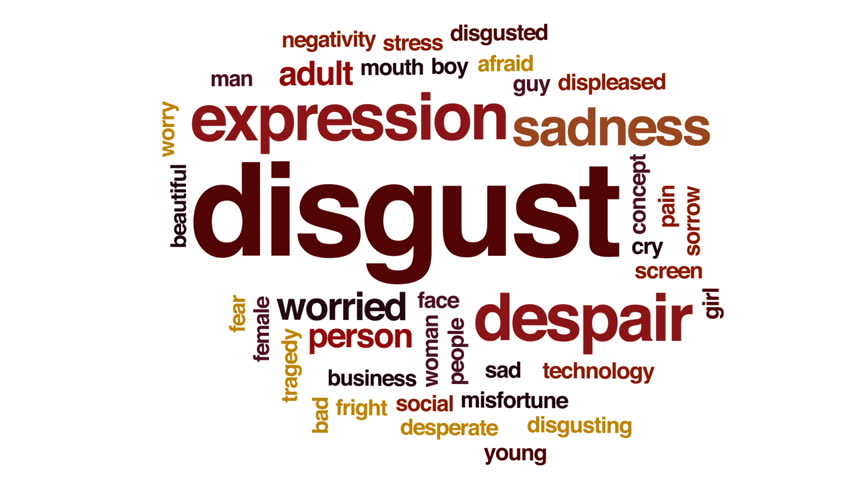 negativity stress disgusted
man adult mouth boy afraid
guy displeased
worry expression sadness
beautiful disgust concept pain sorrow
cry
screen
fear female worried face despair girl
tragedy person woman people
business sad technology
bad fright social misfortune
desperate disgusting
young